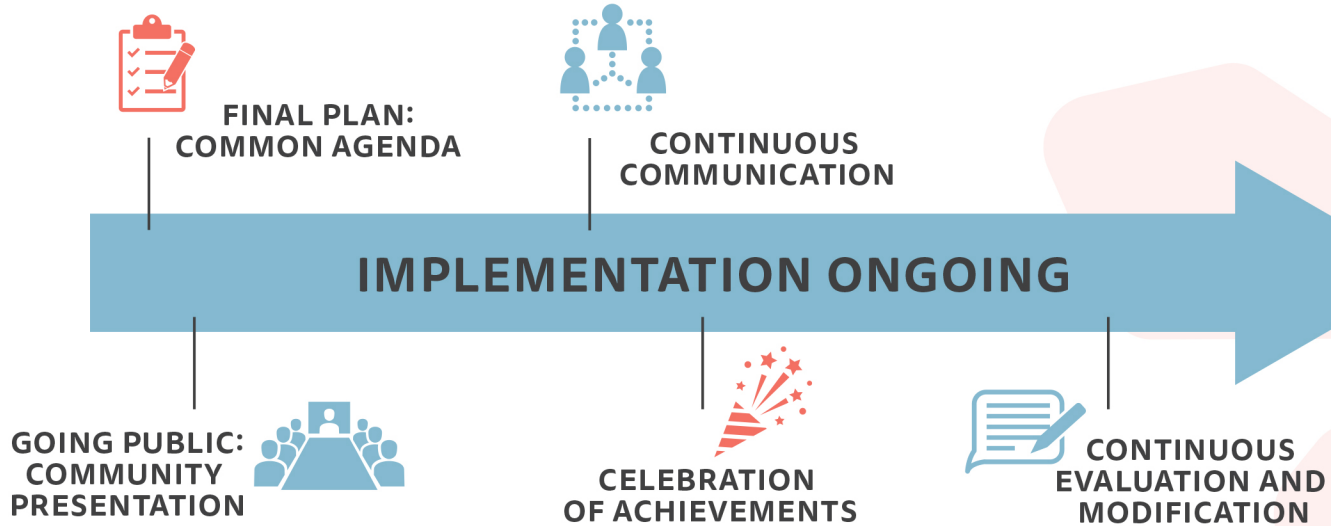 FINAL PLAN:
COMMON AGENDA
CONTINUOUS
COMMUNICATION
IMPLEMENTATION ONGOING
GOING PUBLIC:
COMMUNITY
PRESENTATION
CELEBRATION
OF ACHIEVEMENTS
CONTINUOUS
EVALUATION AND
MODIFICATION